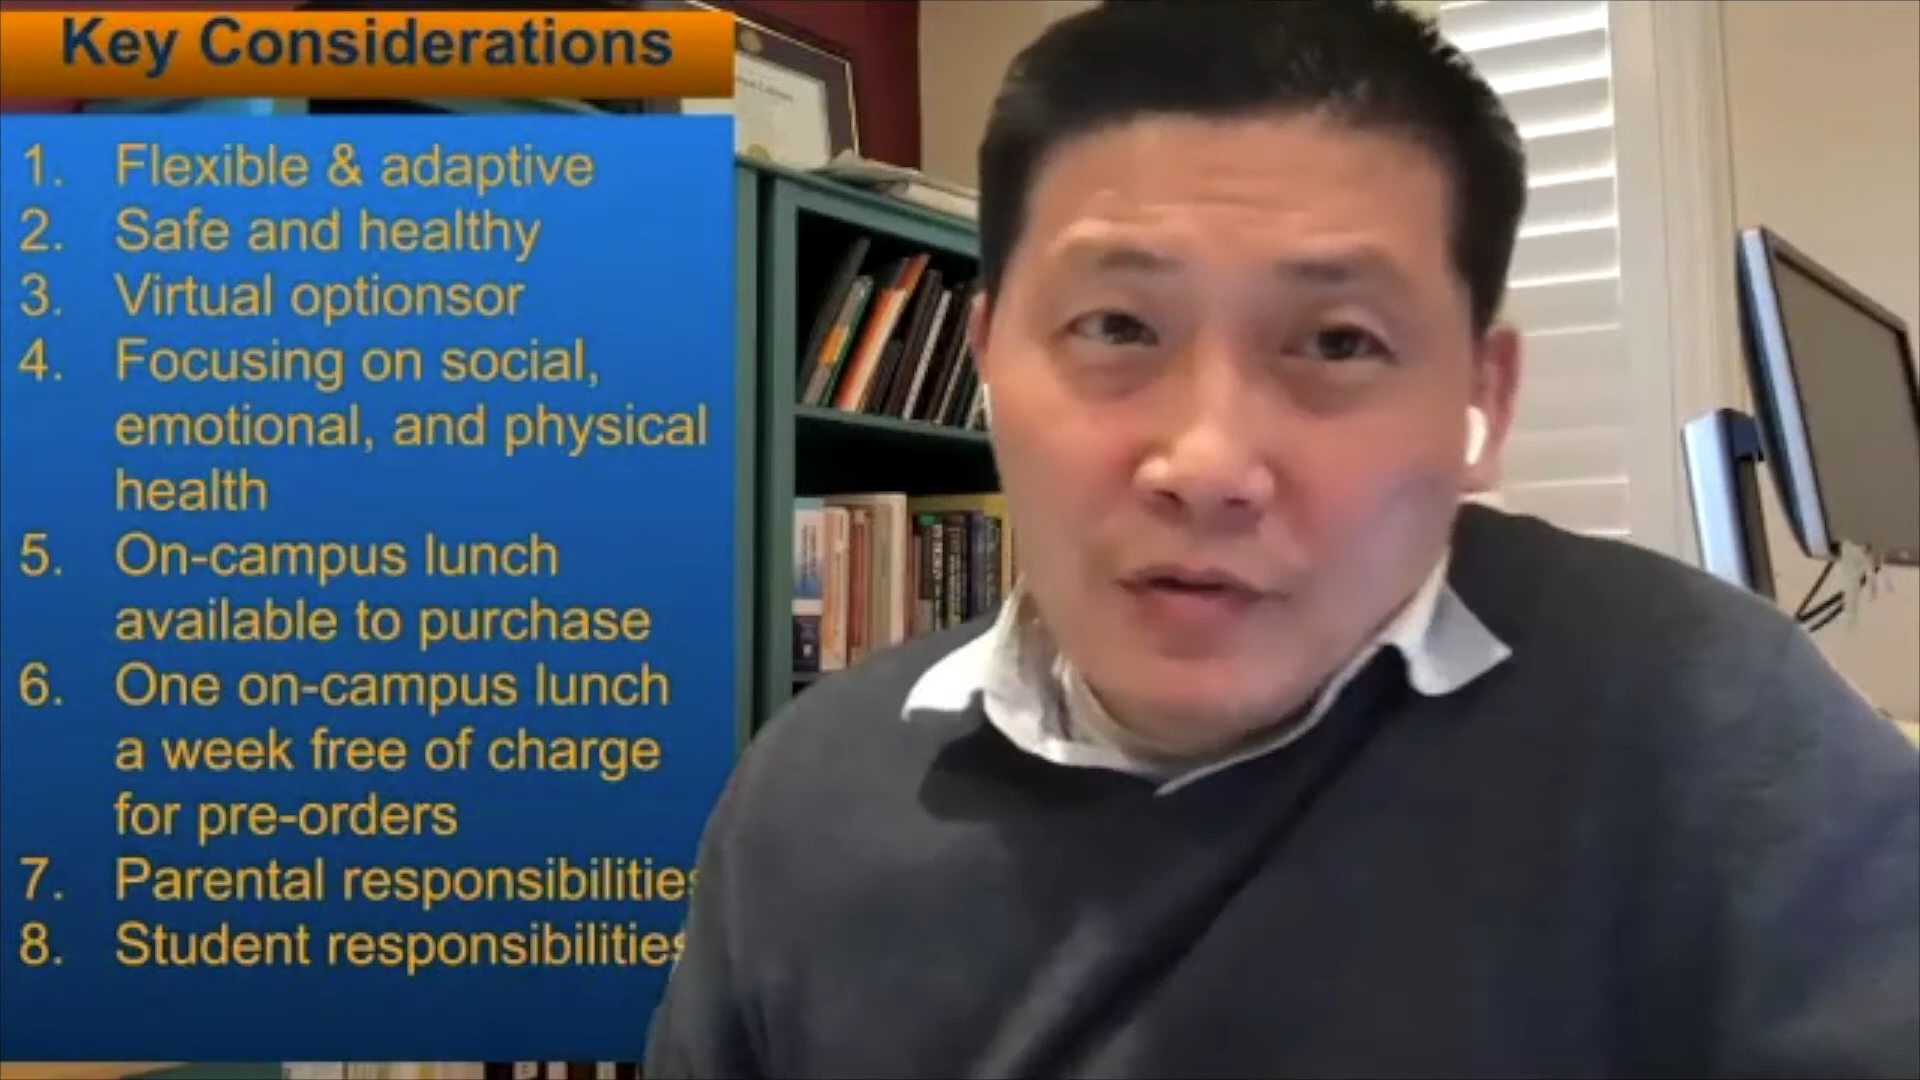 Key Considerations
1. Flexible & adaptive
2. Safe and healthy
3. Virtual optionsor
4. Focusing on social,
emotional, and physical
health
5. On-campus lunch
available to purchase
6. One on-campus lunch
a week free of charge
for pre-orders
7. Parental responsibilities
8. Student responsibilities